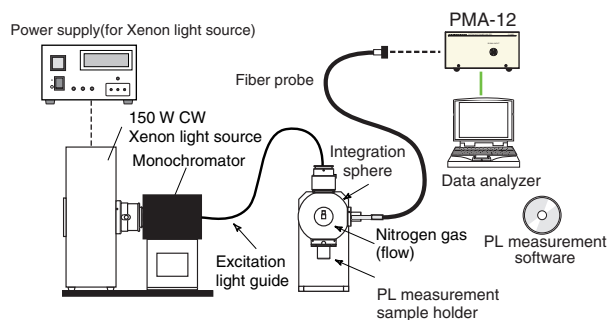 Power supply(for Xenon light source)
PMA-12
Fiber probe
150 W CW
Xenon light source
Monochromator
Integration
sphere
Data analyzer
Nitrogen gas
(flow)
Excitation
light guide
PL measurement
software
PL measurement
sample holder